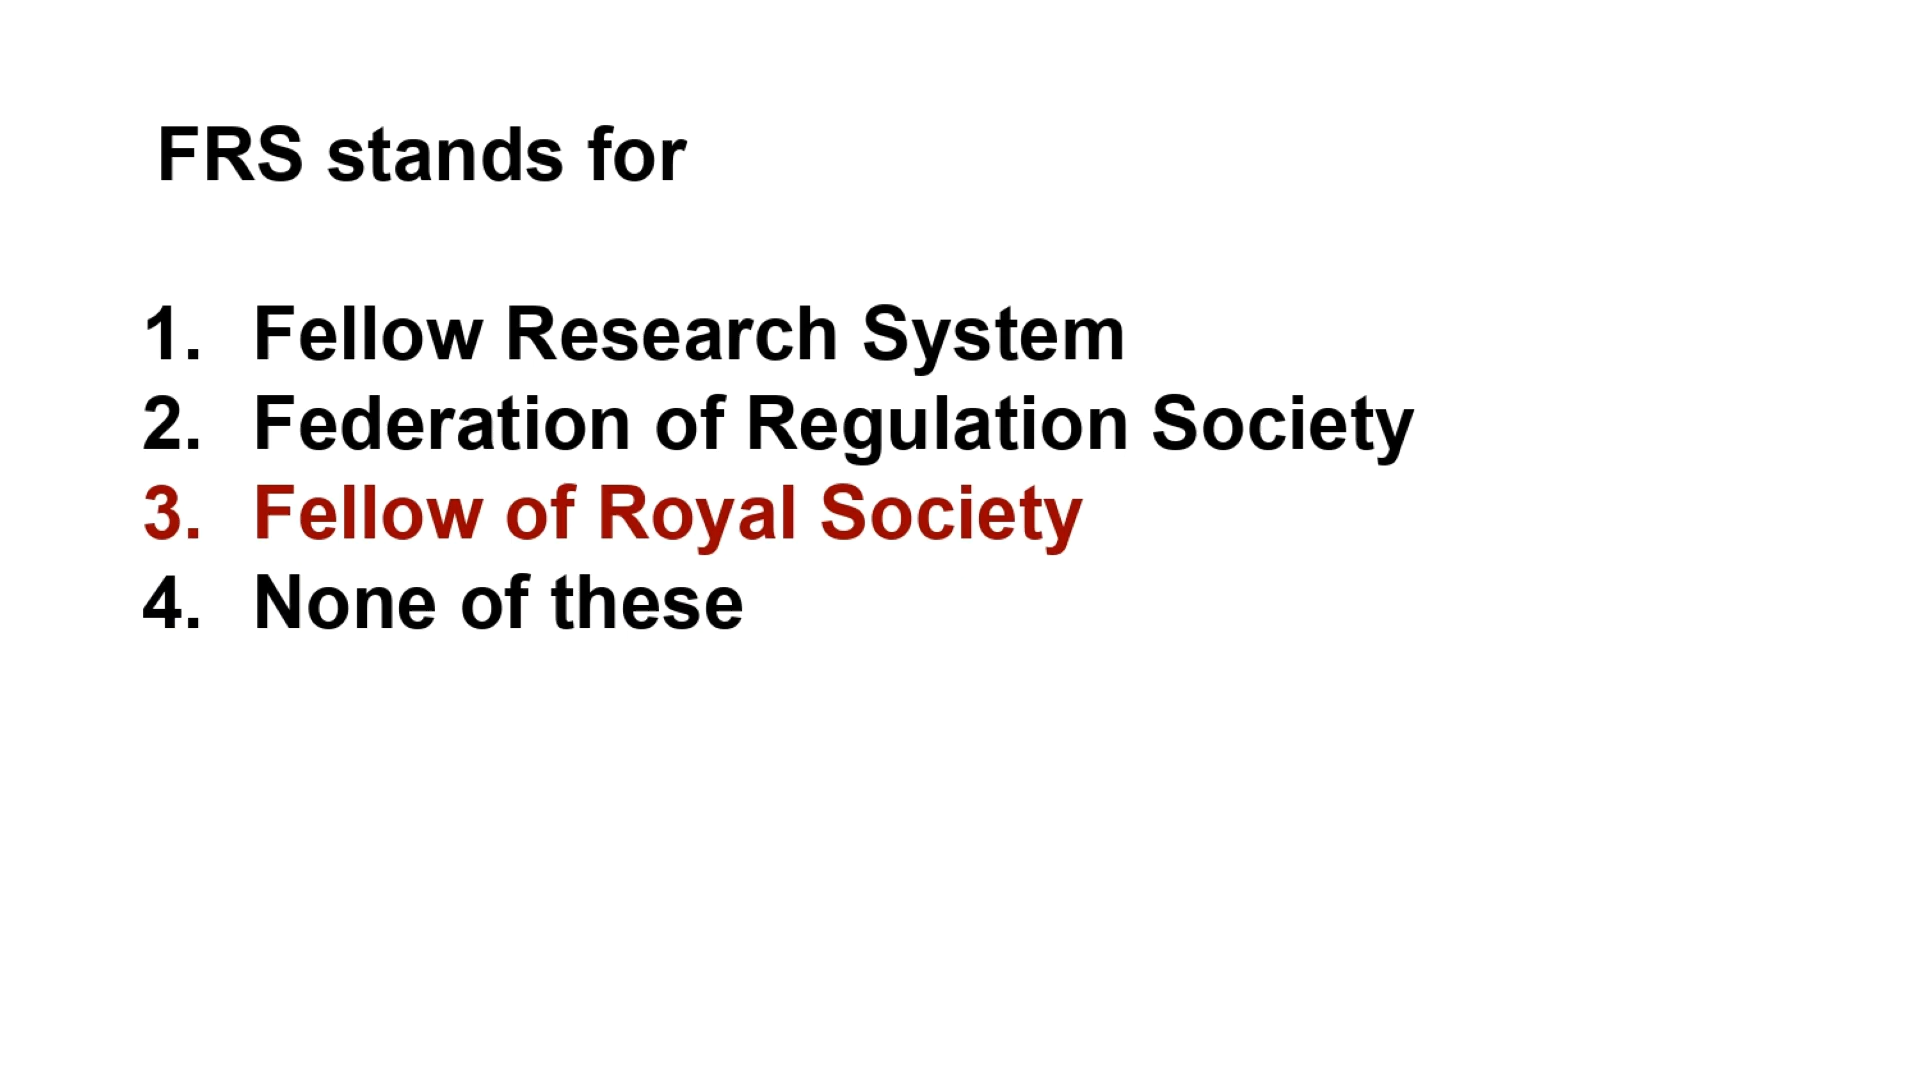 FRS stands for
1. Fellow Research System
2. Federation of Regulation Society
3. Fellow of Royal Society
4. None of these